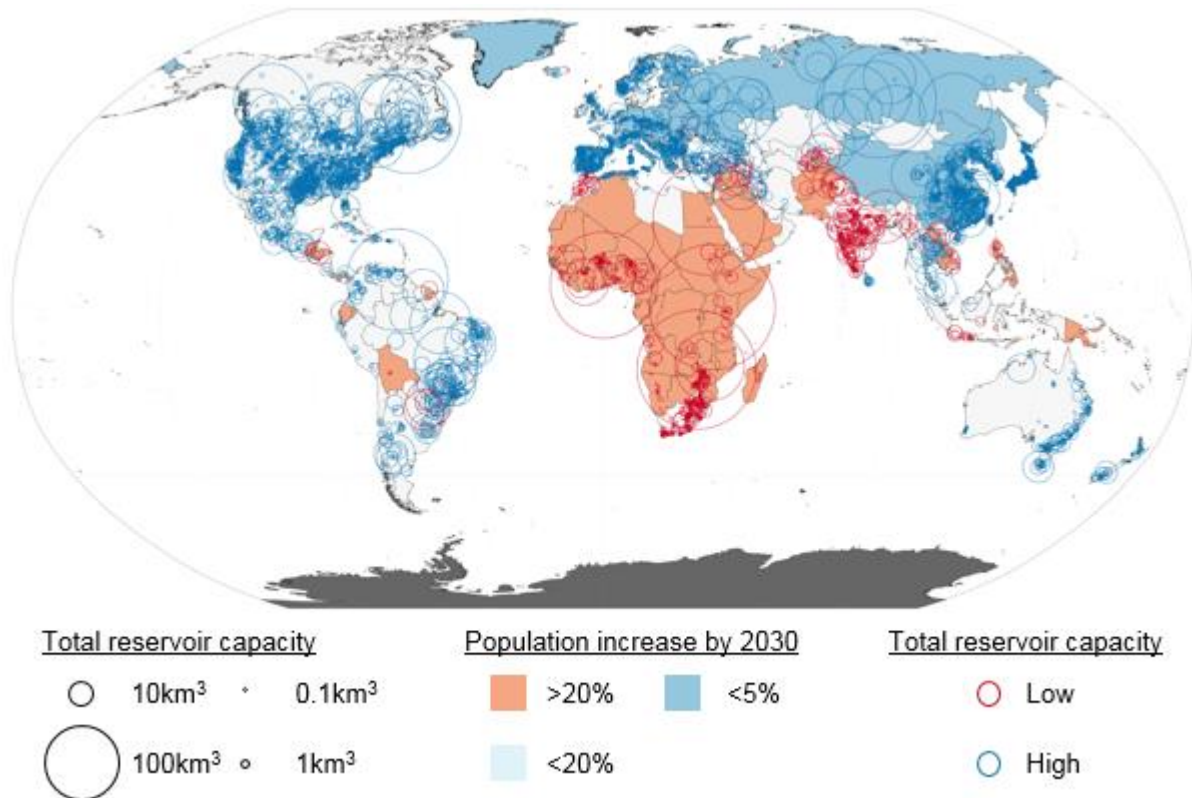 Total reservoir capacity
10km³ 0.1km³
100km³ 1km³
Population increase by 2030
>20% <5%
<20%
Total reservoir capacity
Low
High